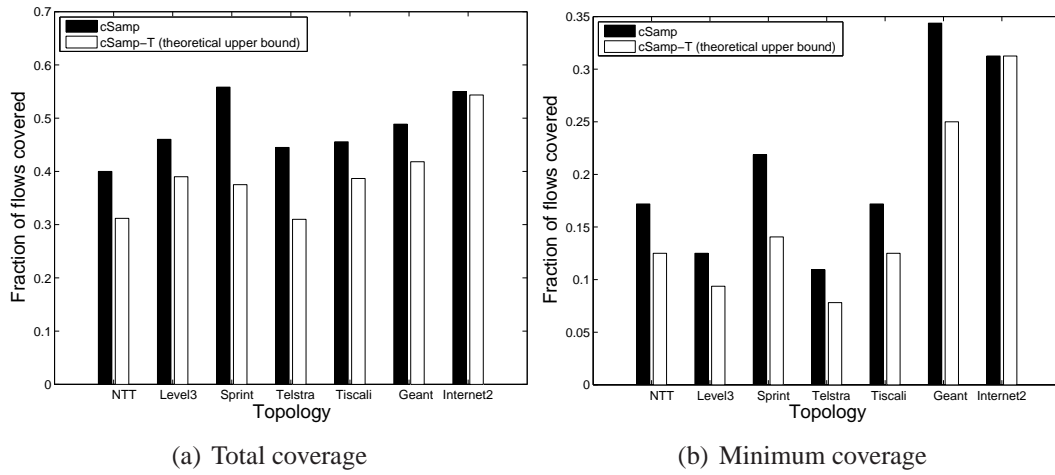 0.7
0.6
0.5
0.4
0.3
0.2
0.1
0
Fraction of flows covered
cSamp
cSamp−T (theoretical upper bound)
NTT Level3 Sprint Telstra Tiscali Geant Internet2
Topology
(a) Total coverage
0.35
0.3
0.25
0.2
0.15
0.1
0.05
0
Fraction of flows covered
cSamp
cSamp−T (theoretical upper bound)
NTT Level3 Sprint Telstra Tiscali Geant Internet2
Topology
(b) Minimum coverage